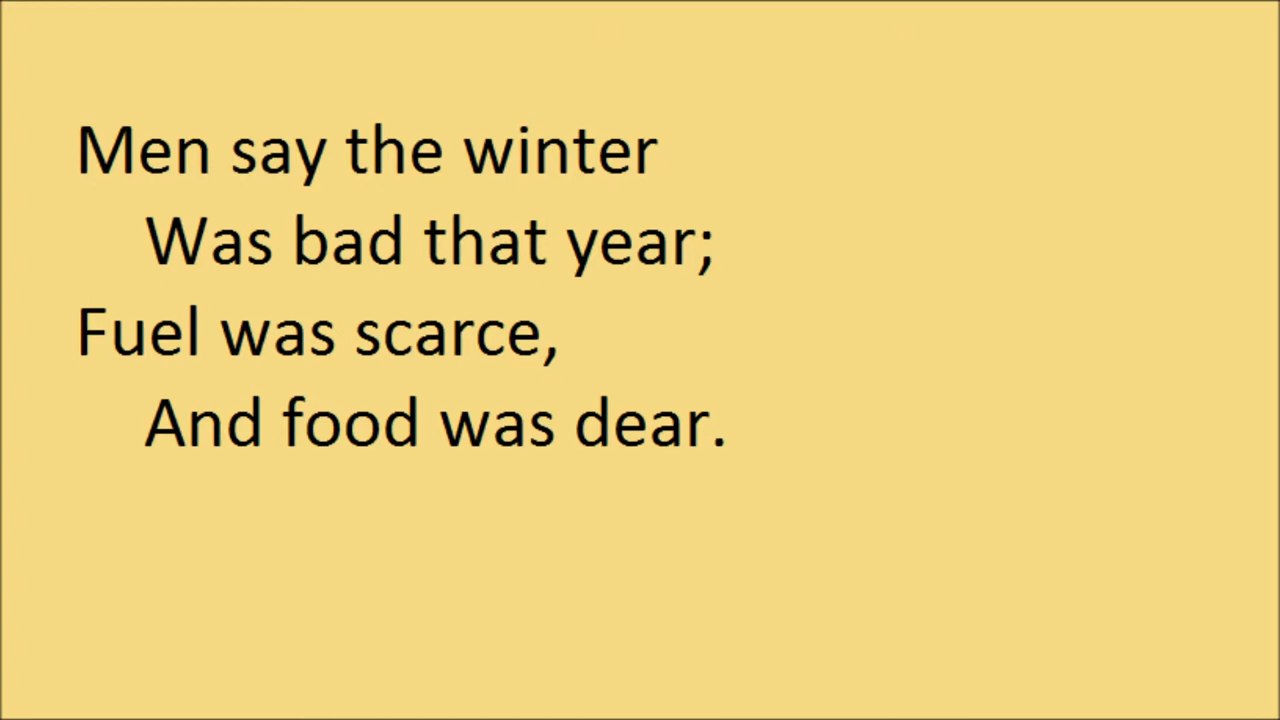 Men say the winter
Was bad that year;
Fuel was scarce,
And food was dear.